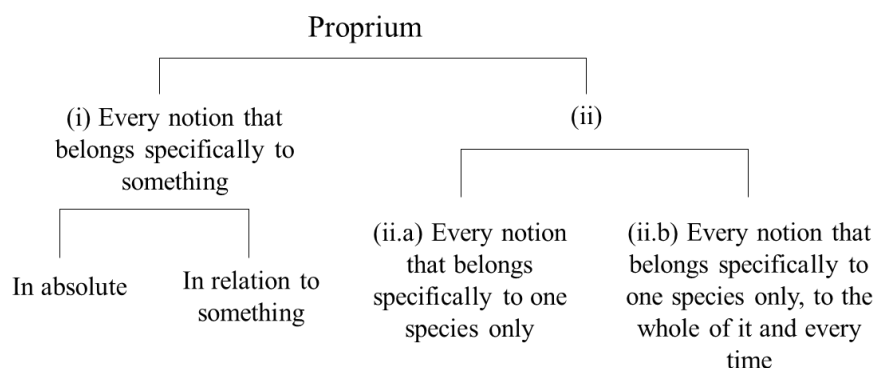 Proprium
(i) Every notion that
belongs specifically to
something
(ii)
In absolute
In relation to
something
(ii.a) Every notion
that belongs
specifically to one
species only
(ii.b) Every notion that
belongs specifically to
one species only, to the
whole of it and every
time